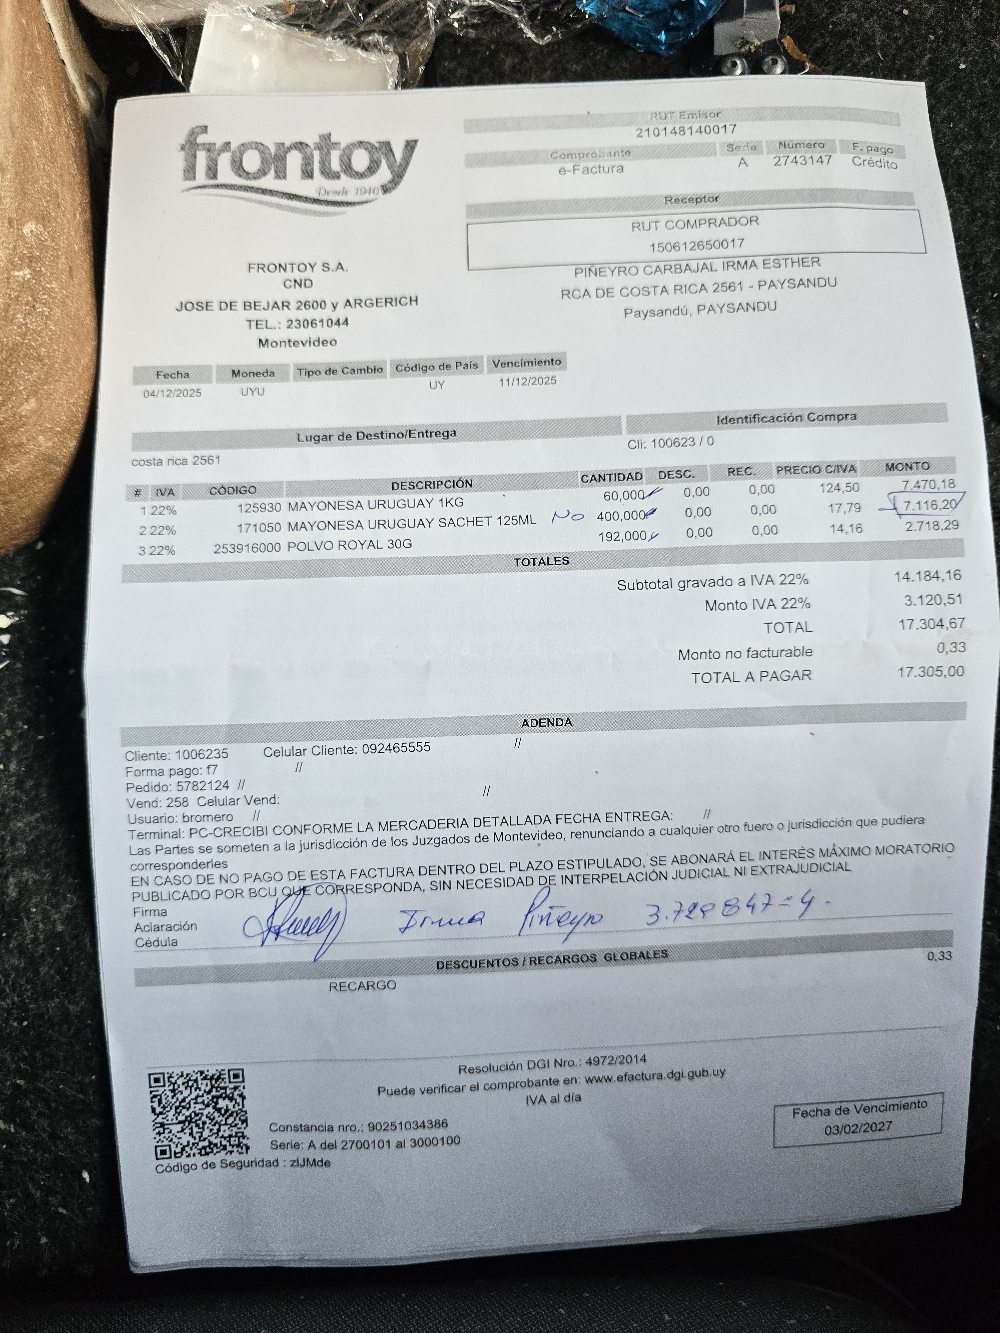 frontoy
Desde 1946
RUT Emisor
210148140017
Comprobante Serie Número F. pago
e-Factura A 2743147 Crédito
Receptor
RUT COMPRADOR
150612650017
PIÑEYRO CARBAJAL IRMA ESTHER
RCA DE COSTA RICA 2561 - PAYSANDU
Paysandú, PAYSANDU
FRONTOY S.A.
CND
JOSE DE BEJAR 2600 y ARGERICH
TEL.: 23061044
Montevideo
Fecha Moneda Tipo de Cambio Código de País Vencimiento
04/12/2025 UYU UY 11/12/2025
Lugar de Destino/Entrega Identificación Compra
costa rica 2561 Cli: 100623 / 0
# IVA CÓDIGO DESCRIPCIÓN CANTIDAD DESC. REC. PRECIO C/IVA MONTO
1 22% 125930 MAYONESA URUGUAY 1KG 60,000 0,00 0,00 124,50 7.470,18
2 22% 171050 MAYONESA URUGUAY SACHET 125ML No 400,000 0,00 0,00 17,79 7.116,20
3 22% 253916000 POLVO ROYAL 30G 192,000 0,00 0,00 14,16 2.718,29
TOTALES
Subtotal gravado a IVA 22% 14.184,16
Monto IVA 22% 3.120,51
TOTAL 17.304,67
Monto no facturable 0,33
TOTAL A PAGAR 17.305,00
ADENDA
Cliente: 1006235 Celular Cliente: 092465555 //
Forma pago: f7 //
Pedido: 5782124 //
Vend: 258 Celular Vend: //
Usuario: bromero //
Terminal: PC-CRECIBI CONFORME LA MERCADERIA DETALLADA FECHA ENTREGA: //
Las Partes se someten a la jurisdicción de los Juzgados de Montevideo, renunciando a cualquier otro fuero o jurisdicción que pudiera
corresponderles
EN CASO DE NO PAGO DE ESTA FACTURA DENTRO DEL PLAZO ESTIPULADO, SE ABONARÁ EL INTERÉS MÁXIMO MORATORIO
PUBLICADO POR BCU QUE CORRESPONDA, SIN NECESIDAD DE INTERPELACIÓN JUDICIAL NI EXTRAJUDICIAL
Firma
Aclaración Irma Piñeyro 3.728847-4.
Cédula
DESCUENTOS / RECARGOS GLOBALES
RECARGO 0,33
Resolución DGI Nro.: 4972/2014
Puede verificar el comprobante en: www.efactura.dgi.gub.uy
IVA al día
Constancia nro.: 90251034386
Serie: A del 2700101 al 3000100
Código de Seguridad : zlJMde
Fecha de Vencimiento
03/02/2027